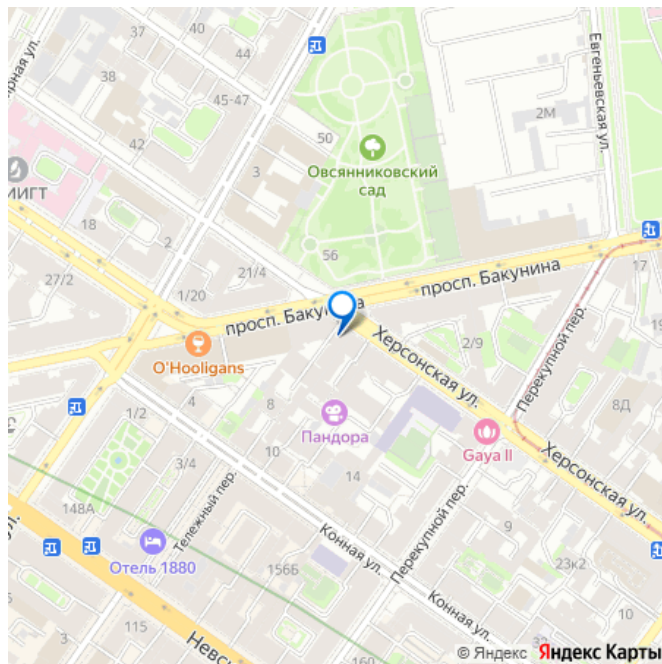 38
37
45-47
42
50
3
18
2
56
21/4
27/2
1/20
2М
Евгеньевская ул.
Овсянниковский
сад
просп. Бакунина
просп. Бакунина
17
O'Hooligans
4
8
1/2
3/4
10
Пандора
14
Херсонская ул.
2/9
Перекупной пер.
8Д
Gaya II
Херсонская ул.
148А
Тележный пер.
Отель 1880
Конная ул.
Перекупной пер.
9
23к2
156б
Конная ул.
3
115
160
10
© Яндекс Яндекс Карты